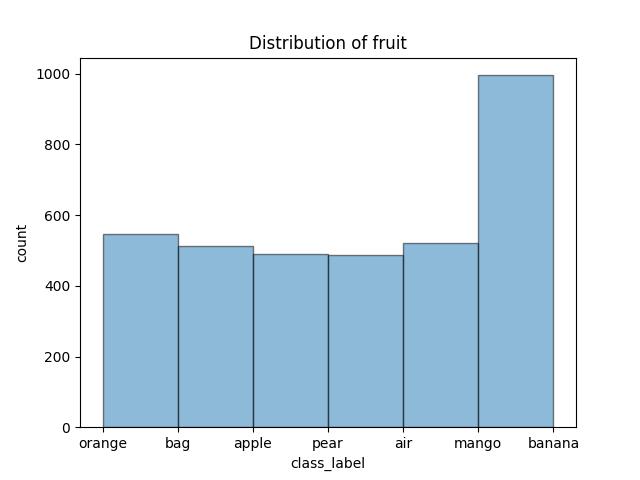 Distribution of fruit
1000
800
600
400
200
0
count
orange bag apple pear air mango banana
class_label